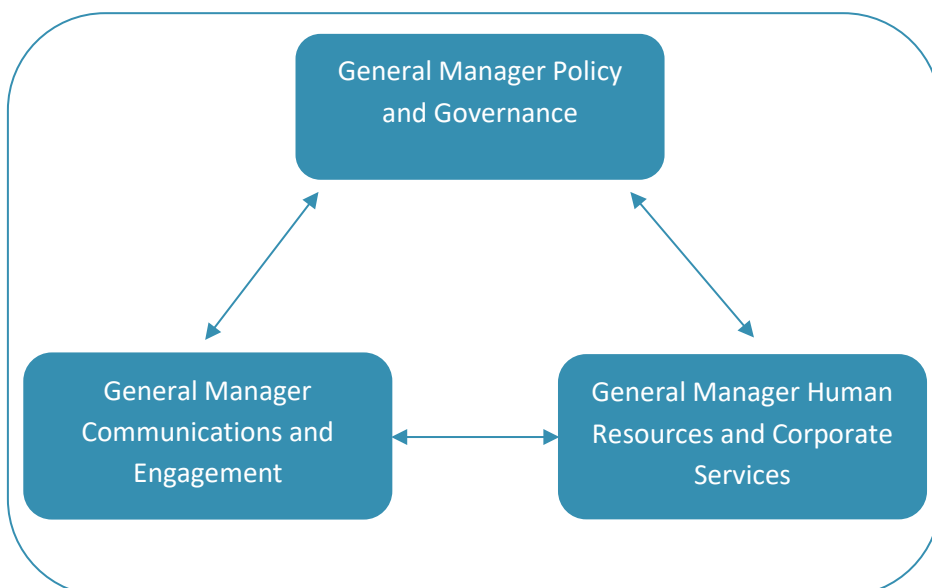 General Manager Policy
and Governance
General Manager
Communications and
Engagement
General Manager Human
Resources and Corporate
Services